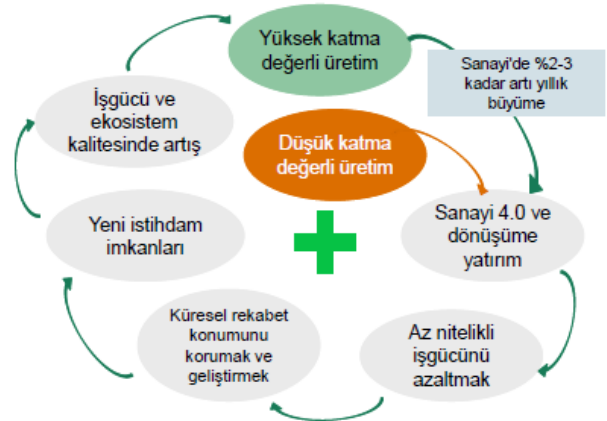 Yüksek katma
değerli üretim
Sanayi'de %2-3
kadar artı yıllık
büyüme
İşgücü ve
ekosistem
kalitesinde artış
Düşük katma
değerli üretim
Yeni istihdam
imkanları
Sanayi 4.0 ve
dönüşüme
yatırım
Küresel rekabet
konumunu
korumak ve
geliştirmek
Az nitelikli
işgücünü
azaltmak